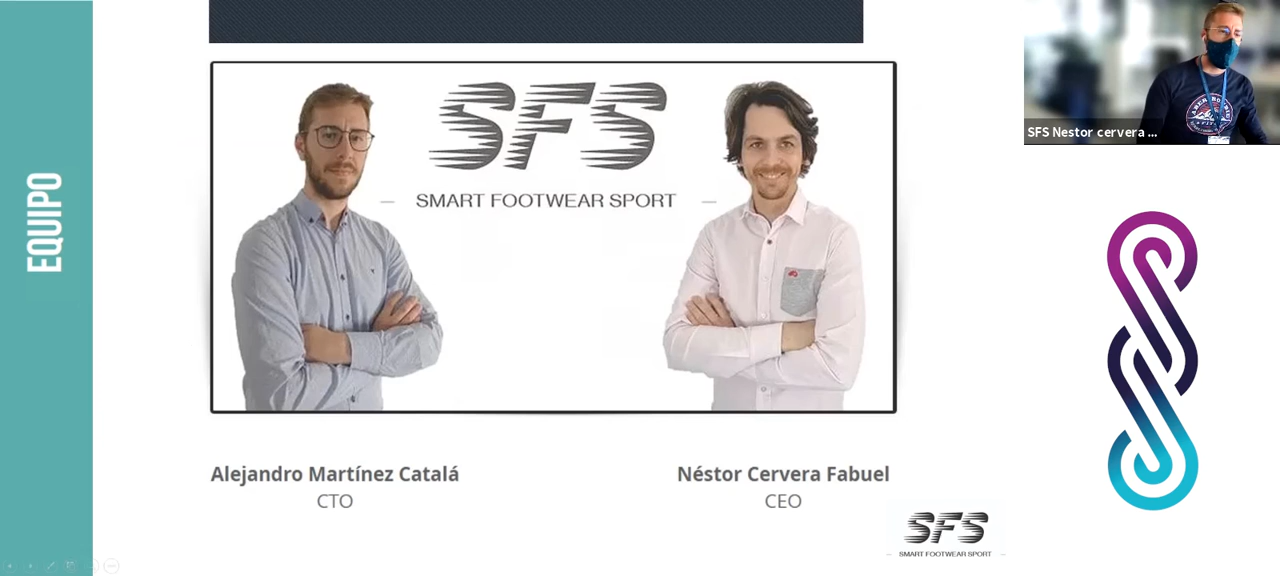 EQUIPO
SFS
SMART FOOTWEAR SPORT
Alejandro Martínez Catalá
CTO
Néstor Cervera Fabuel
CEO
SFS
SMART FOOTWEAR SPORT
SFS Nestor cervera ...